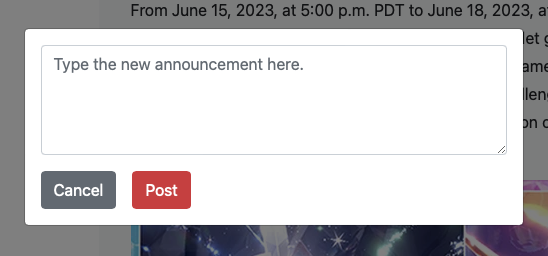 From June 15, 2023, at 5:00 p.m. PDT to June 18, 2023, a
Type the new announcement here.
Cancel
Post